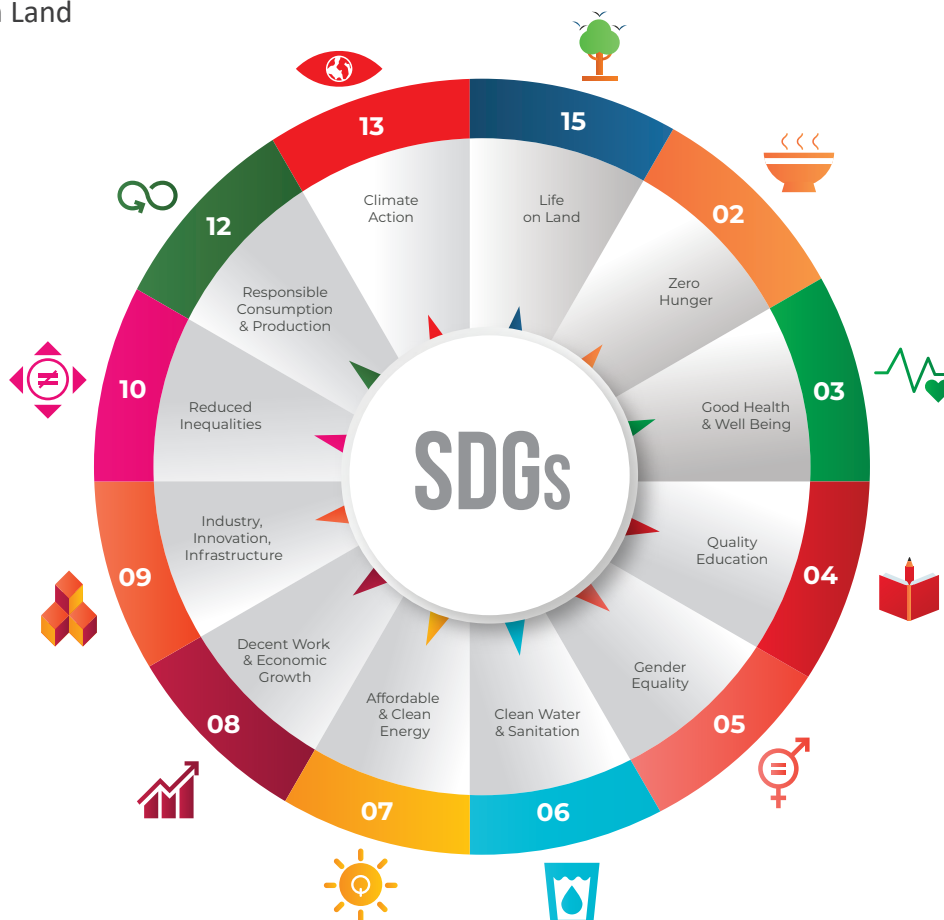 Land
13
15
Climate
Action
Life
on Land
02
Zero
Hunger
03
Good Health
& Well Being
04
Quality
Education
05
Gender
Equality
06
Clean Water
& Sanitation
07
Affordable
& Clean
Energy
08
Decent Work
& Economic
Growth
09
Industry,
Innovation,
Infrastructure
10
Reduced
Inequalities
12
Responsible
Consumption
& Production
SDGs